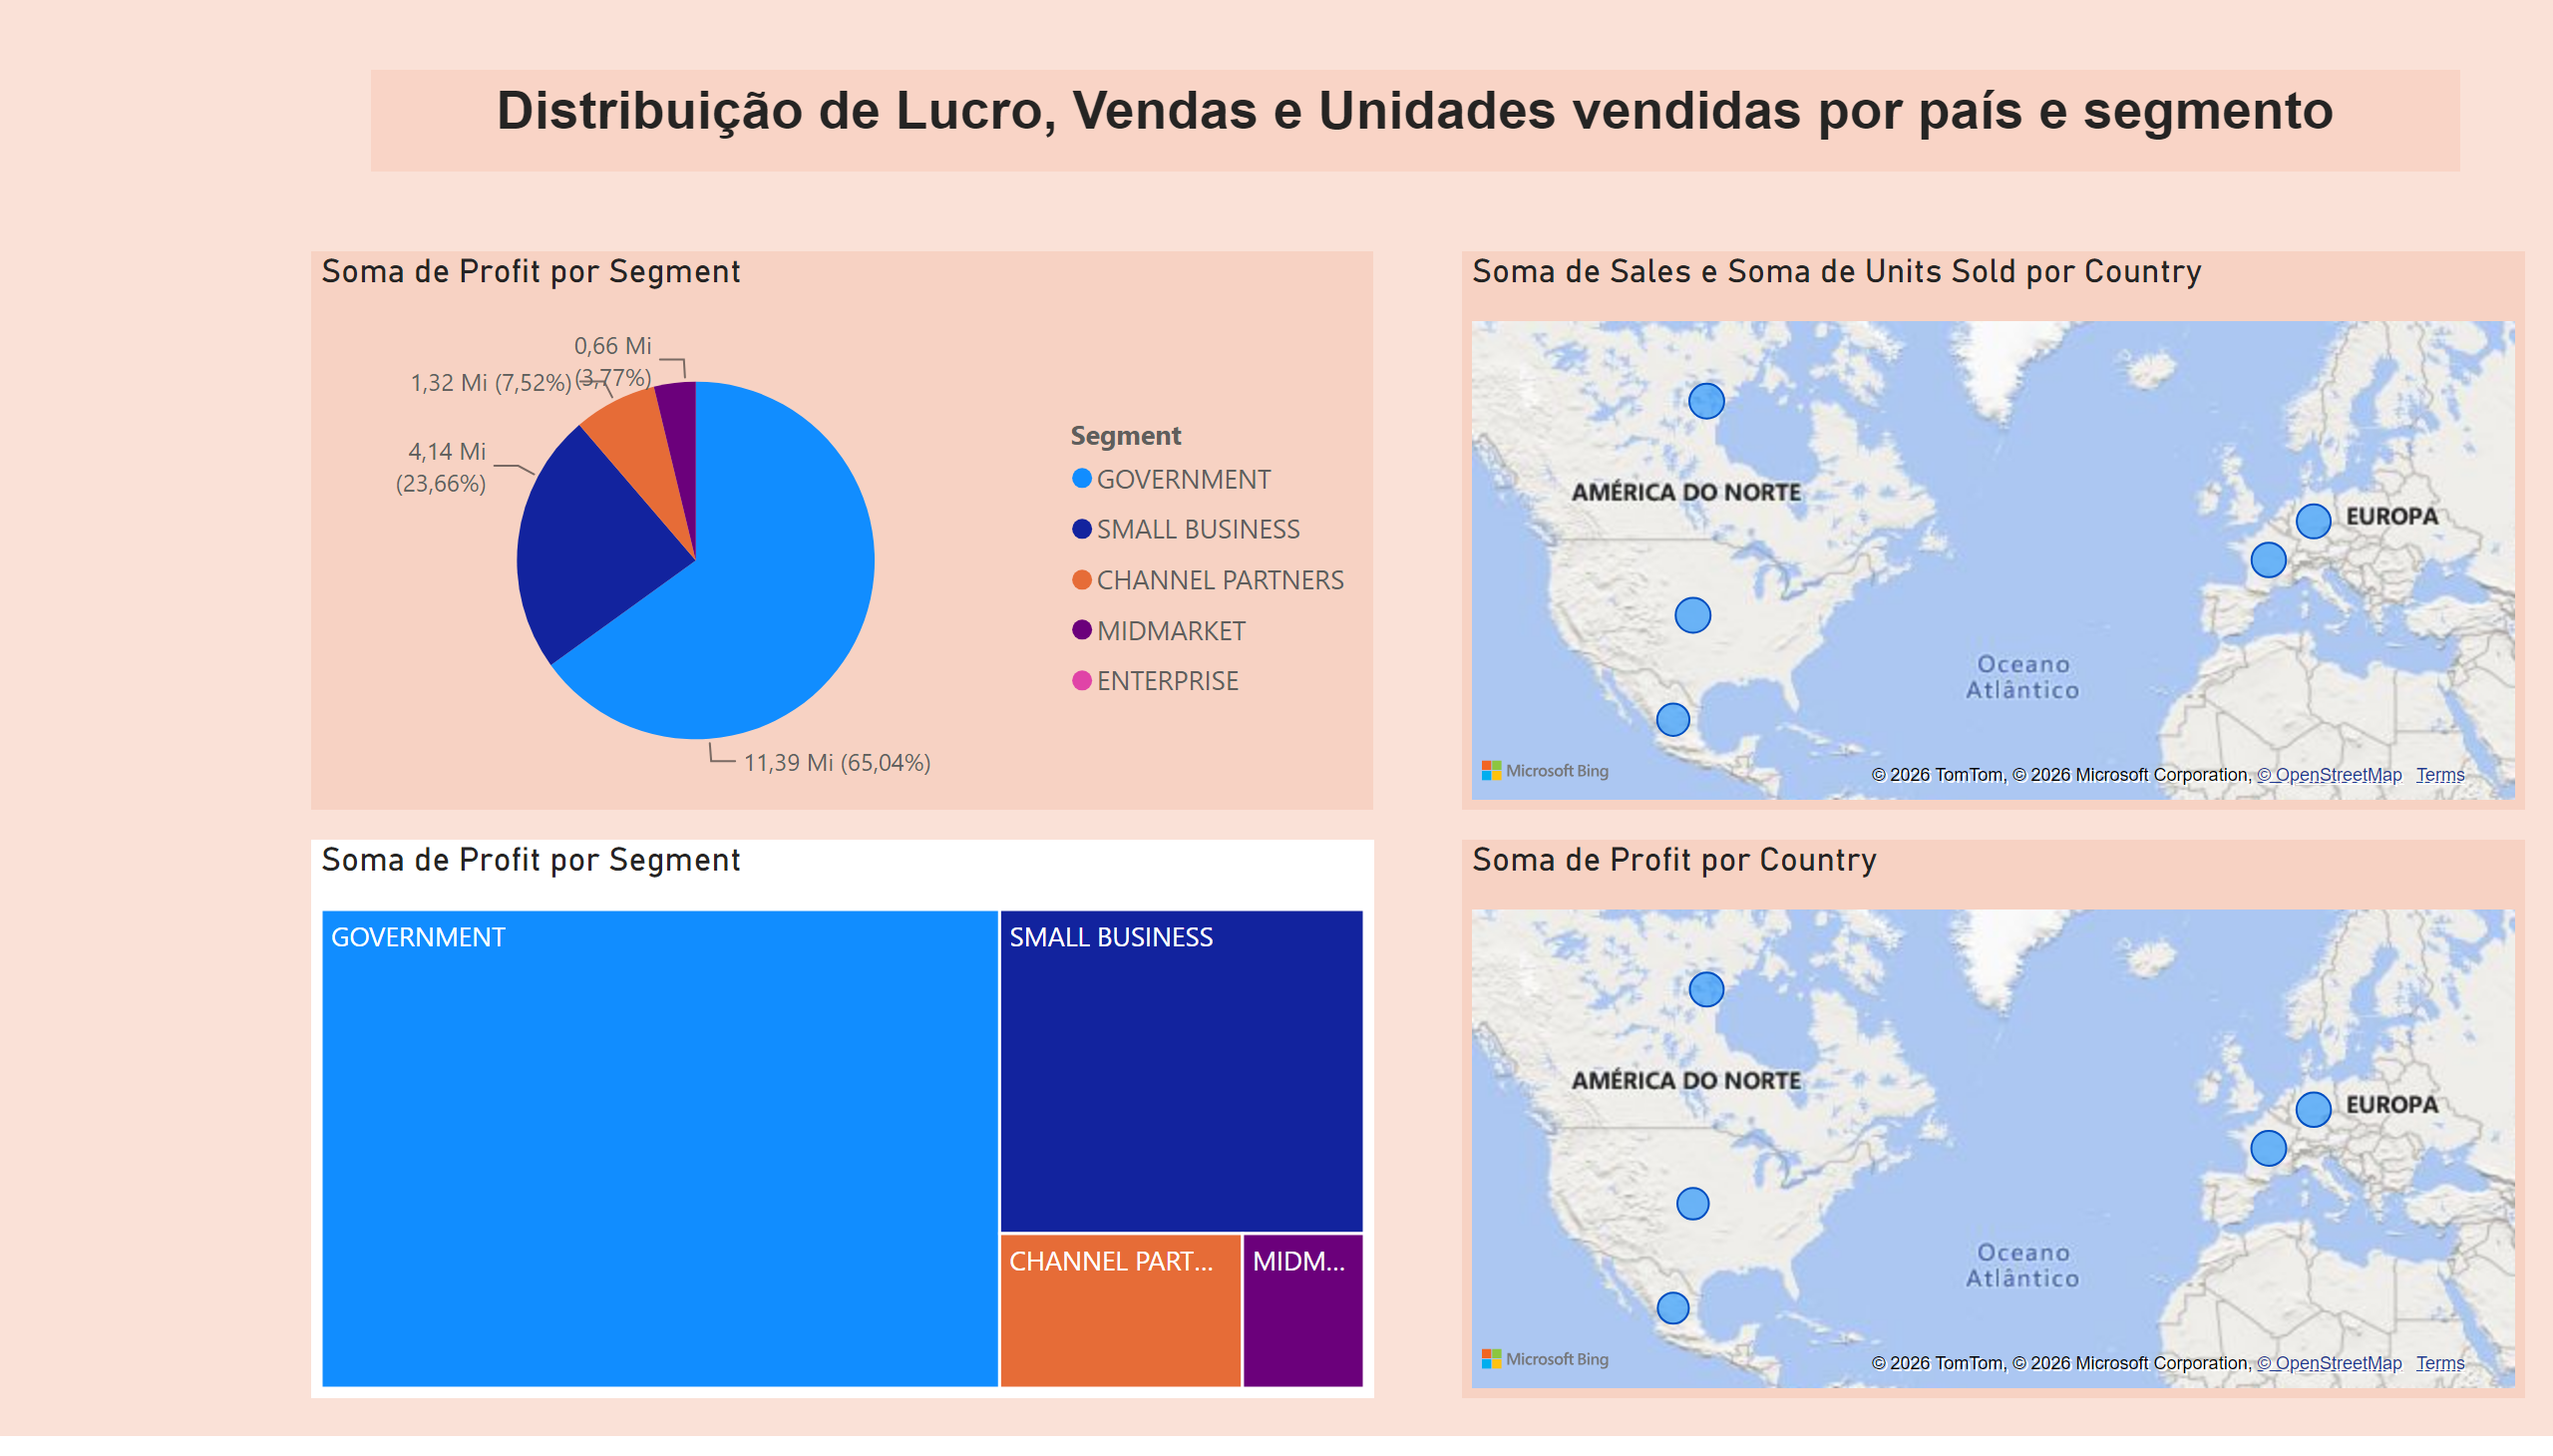 Distribuição de Lucro, Vendas e Unidades vendidas por país e segmento
Soma de Profit por Segment
0,66 Mi
(3,77%)
1,32 Mi (7,52%)
4,14 Mi
(23,66%)
11,39 Mi (65,04%)
Segment
GOVERNMENT
SMALL BUSINESS
CHANNEL PARTNERS
MIDMARKET
ENTERPRISE
Soma de Sales e Soma de Units Sold por Country
AMÉRICA DO NORTE
EUROPA
Oceano
Atlântico
Microsoft Bing
© 2026 TomTom, © 2026 Microsoft Corporation, © OpenStreetMap Terms
Soma de Profit por Segment
GOVERNMENT
SMALL BUSINESS
CHANNEL PART...
MIDM...
Soma de Profit por Country
AMÉRICA DO NORTE
EUROPA
Oceano
Atlântico
Microsoft Bing
© 2026 TomTom, © 2026 Microsoft Corporation, © OpenStreetMap Terms